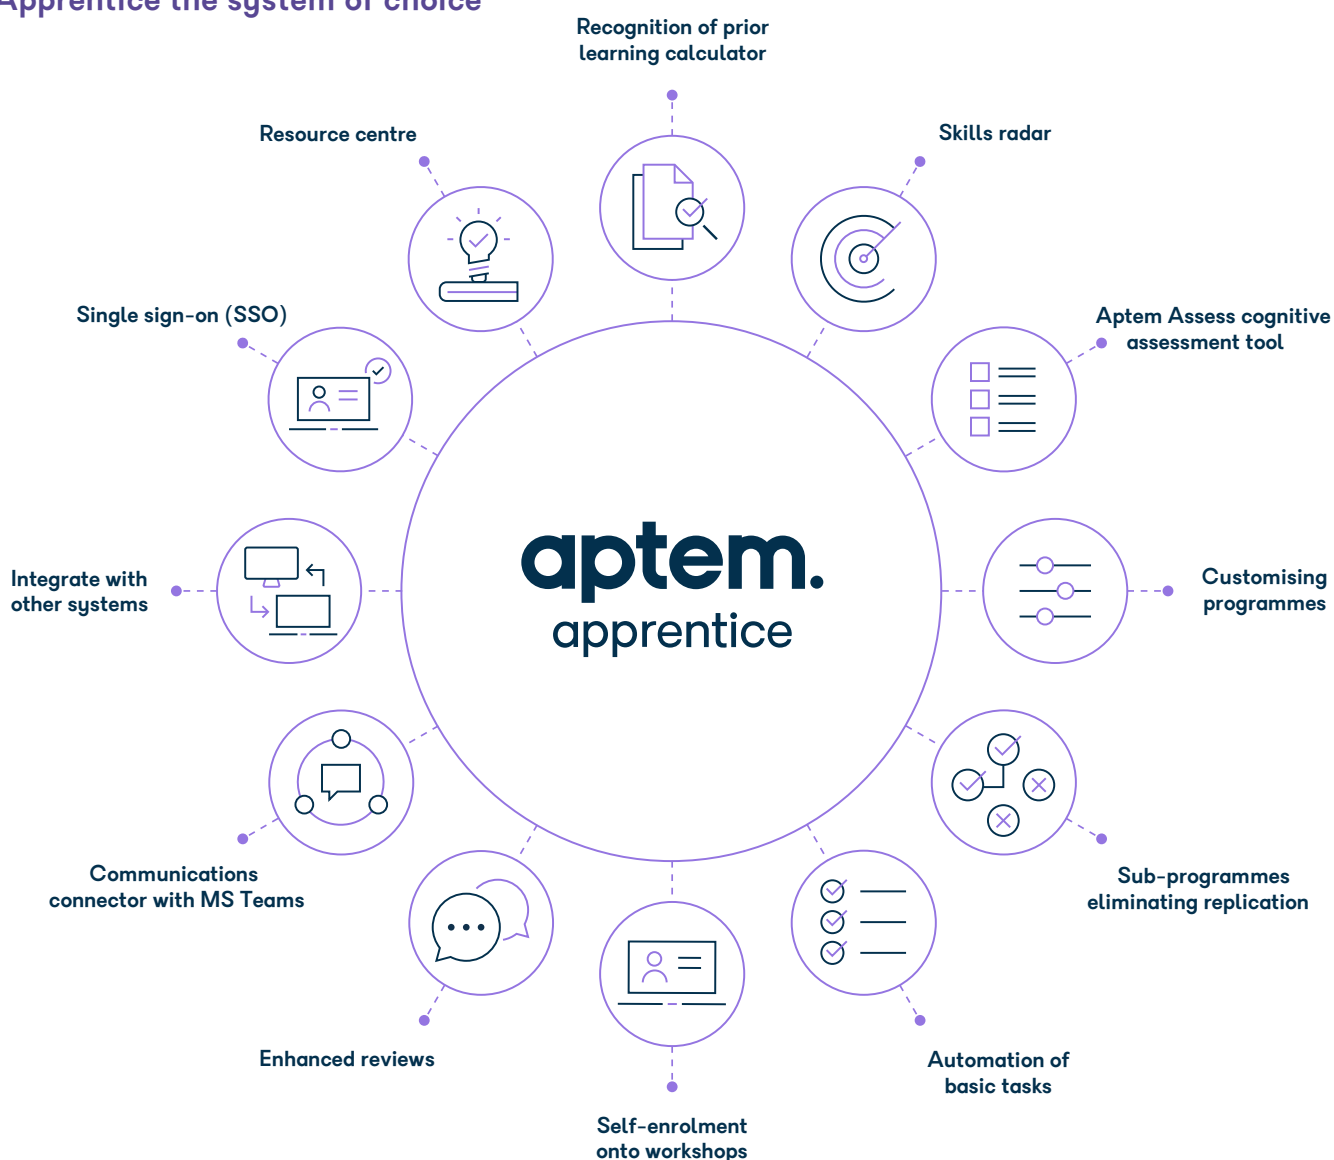 Apprentice the system of choice
Recognition of prior
learning calculator
Resource centre
Skills radar
Single sign-on (SSO)
Aptem Assess cognitive
assessment tool
aptem.
apprentice
Integrate with
other systems
Customising
programmes
Communications
connector with MS Teams
Sub-programmes
eliminating replication
Enhanced reviews
Automation of
basic tasks
Self-enrolment
onto workshops